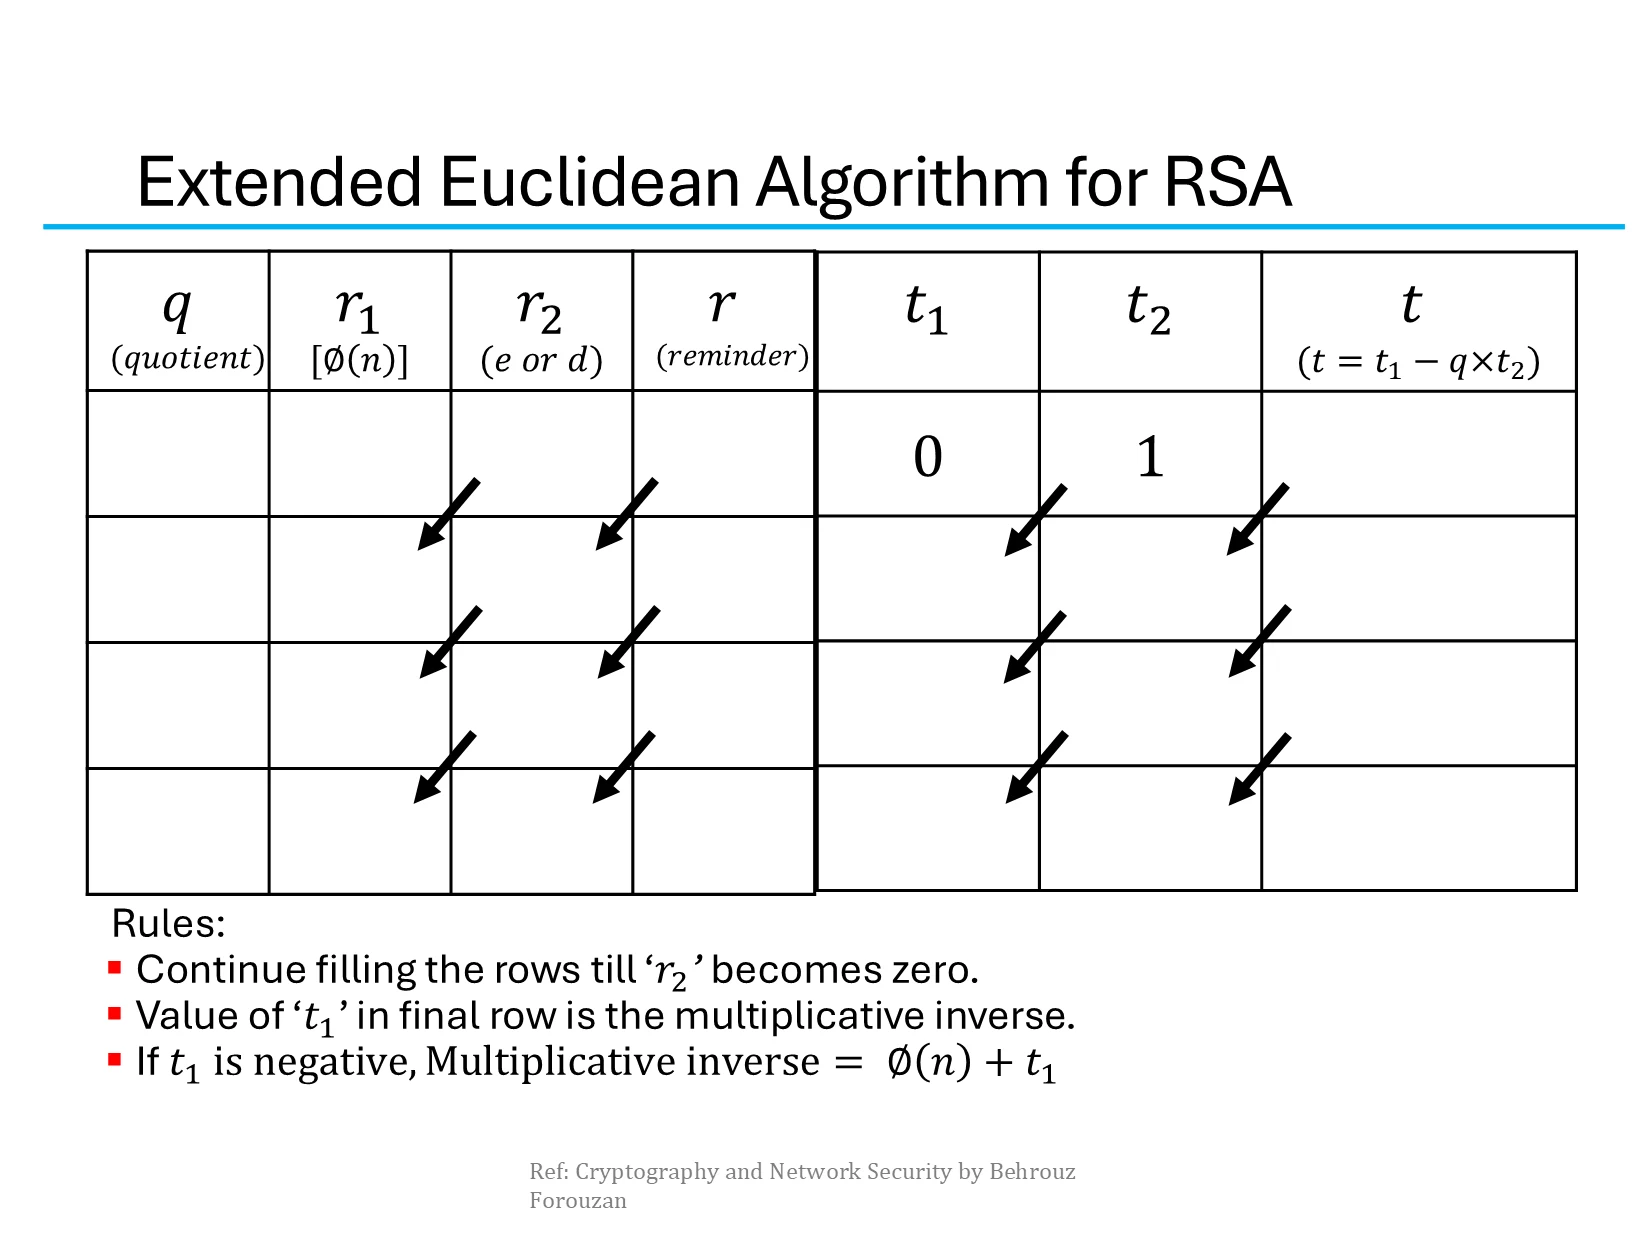 Extended Euclidean Algorithm for RSA
q r₁ r₂ r t₁ t₂ t
(quotient) [∅(n)] (e or d) (reminder) (t = t₁ − q×t₂)
0 1
Rules:
▪ Continue filling the rows till ‘r₂’ becomes zero.
▪ Value of ‘t₁’ in final row is the multiplicative inverse.
▪ If t₁ is negative, Multiplicative inverse = ∅(n) + t₁
Ref: Cryptography and Network Security by Behrouz
Forouzan